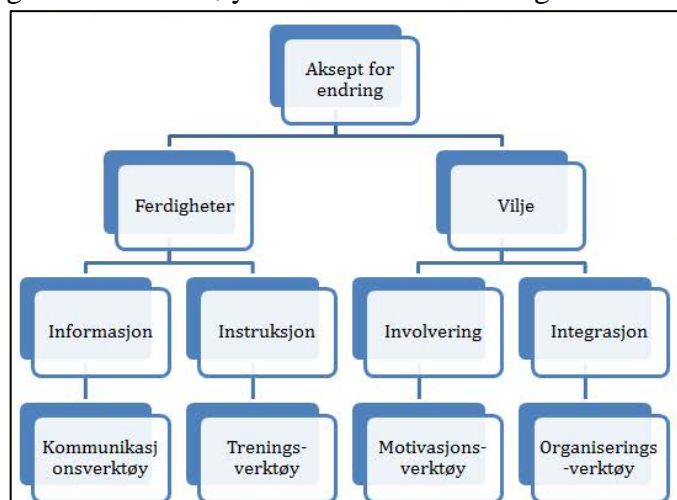 Aksept for
endring
Ferdigheter
Vilje
Informasjon
Instruksjon
Involvering
Integrasjon
Kommunikasj
onsverktøy
Trenings-
verktøy
Motivasjons-
verktøy
Organiserings
-verktøy